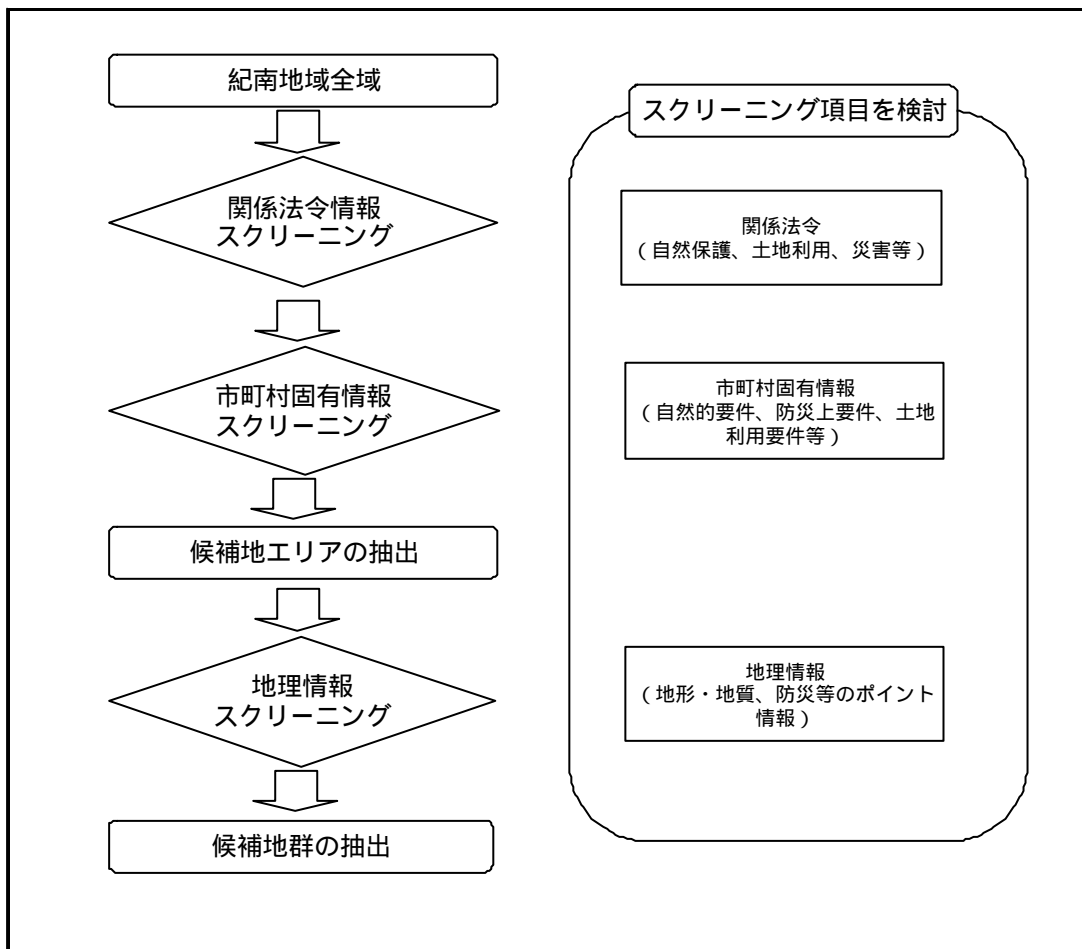 紀南地域全域
関係法令情報
スクリーニング
市町村固有情報
スクリーニング
候補地エリアの抽出
地理情報
スクリーニング
候補地群の抽出
スクリーニング項目を検討
関係法令
（自然保護、土地利用、災害等）
市町村固有情報
（自然的要件、防災上要件、土地
利用要件等）
地理情報
（地形・地質、防災等のポイント
情報）